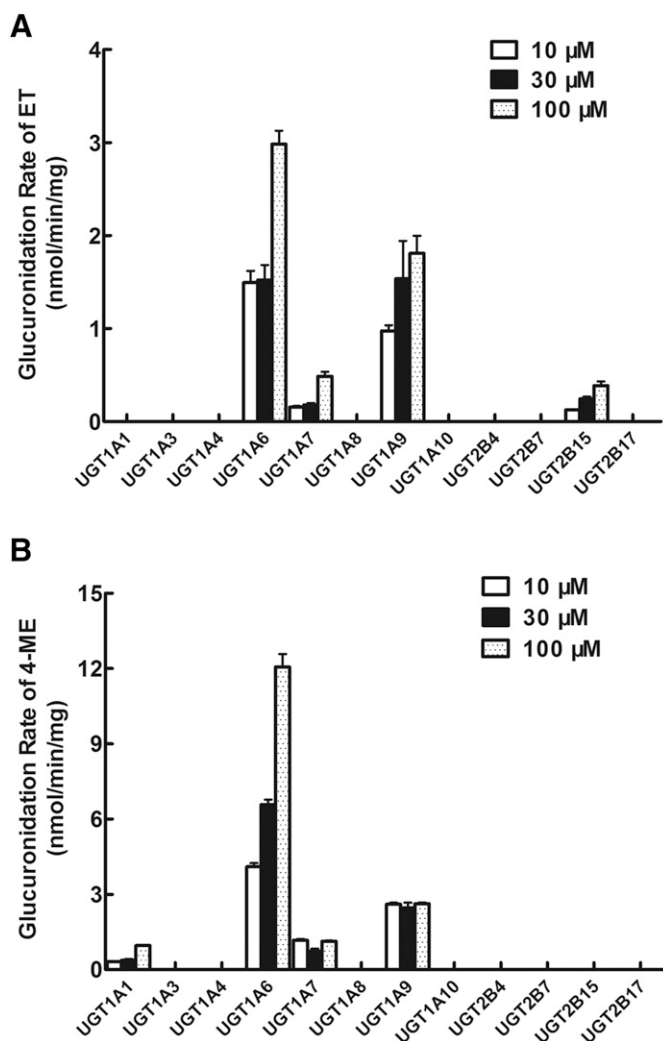 A
Glucuronidation Rate of ET
(nmol/min/mg)
4
3
2
1
0
10 µM
30 µM
100 µM
UGT1A1
UGT1A3
UGT1A4
UGT1A6
UGT1A7
UGT1A8
UGT1A9
UGT1A10
UGT2B4
UGT2B7
UGT2B15
UGT2B17
B
Glucuronidation Rate of 4-ME
(nmol/min/mg)
15
12
9
6
3
0
10 µM
30 µM
100 µM
UGT1A1
UGT1A3
UGT1A4
UGT1A6
UGT1A7
UGT1A8
UGT1A9
UGT1A10
UGT2B4
UGT2B7
UGT2B15
UGT2B17